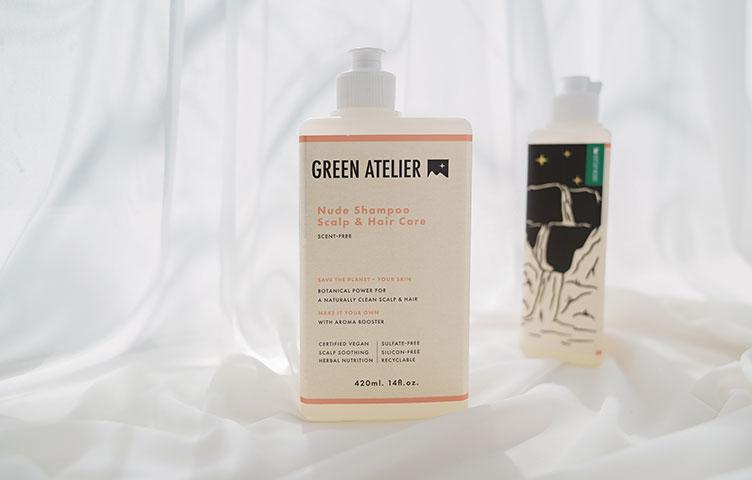 GREEN ATELIER
Nude Shampoo
Scalp & Hair Care
SCENT-FREE
SAVE THE PLANET + YOUR SKIN
BOTANICAL POWER FOR
A NATURALLY CLEAN SCALP & HAIR
MAKE IT YOUR OWN
WITH AROMA BOOSTER
CERTIFIED VEGAN
SCALP SOOTHING
HERBAL NUTRITION
SULFATE-FREE
SILICON-FREE
RECYCLABLE
420ml. 14fl.oz.